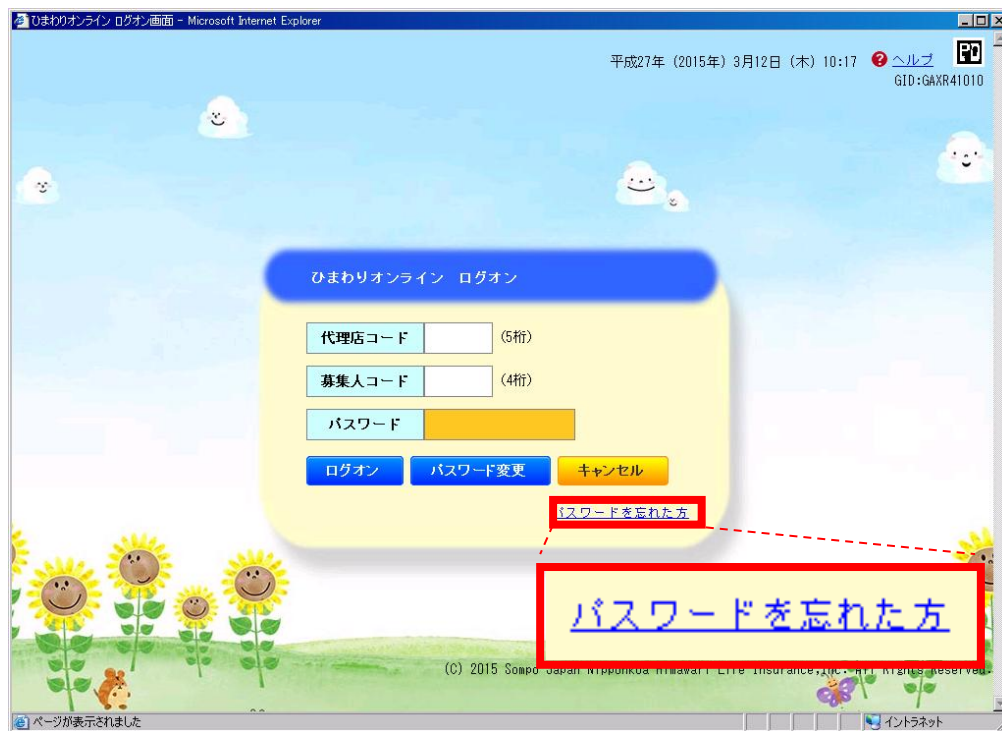 ひまわりオンライン ログオン画面 - Microsoft Internet Explorer
平成27年 (2015年) 3月12日 (木) 10:17 ヘルプ
GID:GAXR41010
ひまわりオンライン ログオン
代理店コード (5桁)
募集人コード (4桁)
パスワード
ログオン パスワード変更 キャンセル
パスワードを忘れた方
パスワードを忘れた方
(C) 2015 Sompo Japan Nipponkoa Himawari Life Insurance,Inc. All Rights Reserved.
ページが表示されました イントラネット